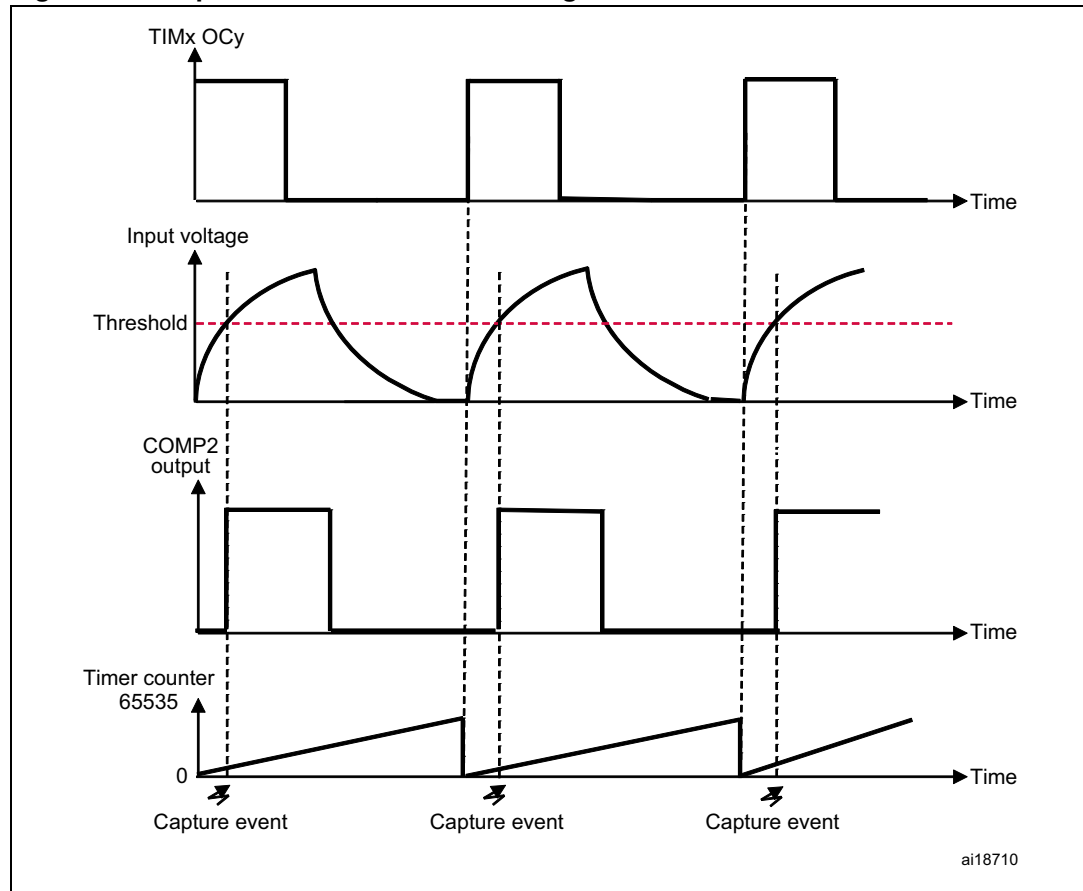 TIMx OCy
Time
Input voltage
Threshold
Time
COMP2
output
Time
Timer counter
65535
0
Time
Capture event
Capture event
Capture event
ai18710